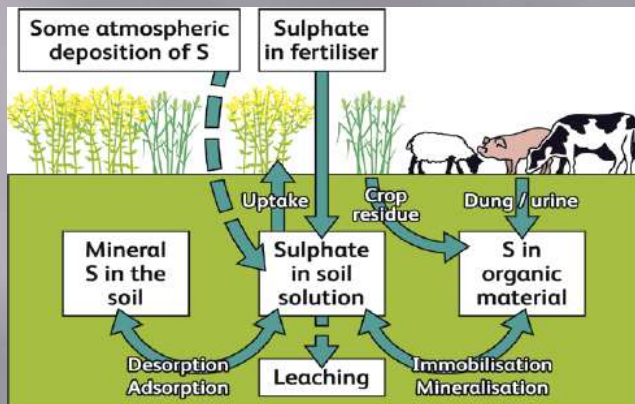 Some atmospheric
deposition of S
Sulphate
in fertiliser
Uptake
Crop
residue
Dung / urine
Mineral
S in the
soil
Sulphate
in soil
solution
S in
organic
material
Desorption
Adsorption
Leaching
Immobilisation
Mineralisation